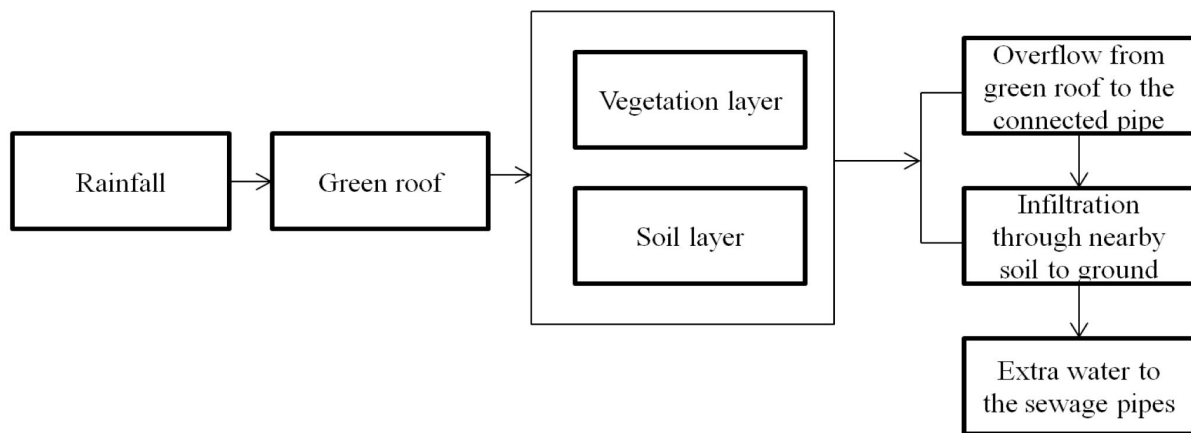 Rainfall
Green roof
Vegetation layer
Soil layer
Overflow from
green roof to the
connected pipe
Infiltration
through nearby
soil to ground
Extra water to
the sewage pipes